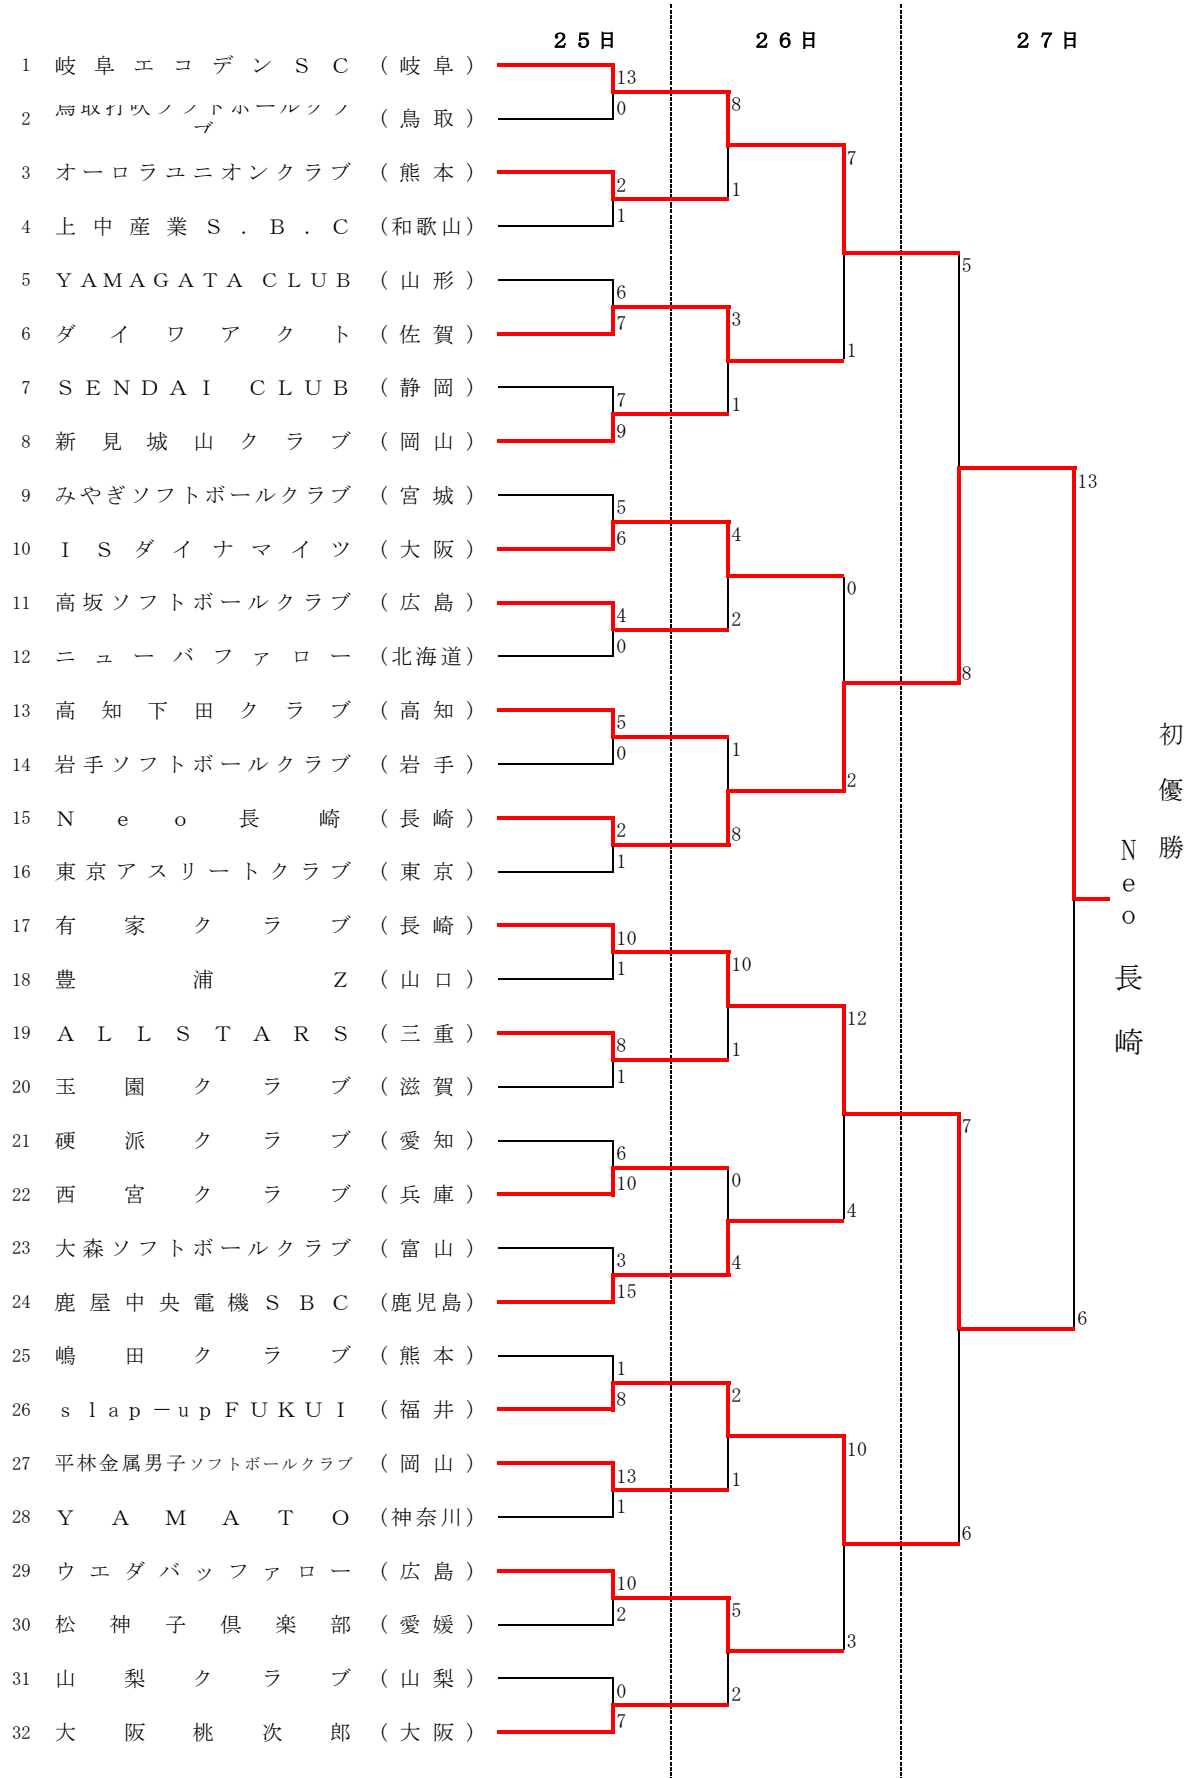 25日 26日 27日
1 岐阜エコデンSC (岐阜)
2 鳥取打吹ソフトボールクラブ (鳥取)
3 オーロラユニオンクラブ (熊本)
4 上中産業S.B.C (和歌山)
5 YAMAGATA CLUB (山形)
6 ダイワアクト (佐賀)
7 SENDAI CLUB (静岡)
8 新見城山クラブ (岡山)
9 みやぎソフトボールクラブ (宮城)
10 ISダイナマイツ (大阪)
11 高坂ソフトボールクラブ (広島)
12 ニューバファロー (北海道)
13 高知下田クラブ (高知)
14 岩手ソフトボールクラブ (岩手)
15 Neo長崎 (長崎)
16 東京アスリートクラブ (東京)
17 有家クラブ (長崎)
18 豊浦Z (山口)
19 ALLSTARS (三重)
20 玉園クラブ (滋賀)
21 硬派クラブ (愛知)
22 西宮クラブ (兵庫)
23 大森ソフトボールクラブ (富山)
24 鹿屋中央電機SBC (鹿児島)
25 嶋田クラブ (熊本)
26 slap-upFUKUI (福井)
27 平林金属男子ソフトボールクラブ (岡山)
28 YAMATO (神奈川)
29 ウエダバッファロー (広島)
30 松神子倶楽部 (愛媛)
31 山梨クラブ (山梨)
32 大阪桃次郎 (大阪)
13
0
2
1
6
7
7
9
5
6
4
0
5
0
2
1
10
1
8
1
6
10
3
15
1
8
13
1
10
2
0
7
8
1
3
1
4
2
1
8
10
1
0
4
2
1
5
2
7
1
0
2
12
4
10
3
5
8
7
6
13
6
初優勝
Neo長崎